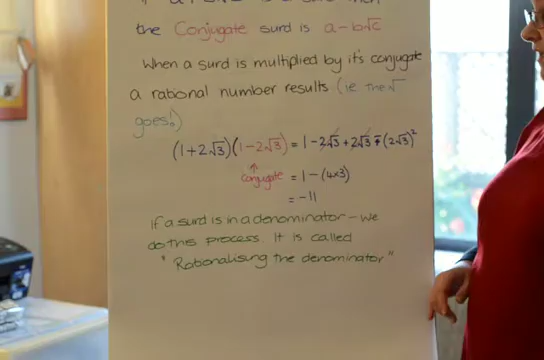 the Conjugate surd is a-b√c
When a surd is multiplied by it's conjugate
a rational number results (ie the √
goes!)
(1+2√3)(1-2√3) = 1-2√3+2√3-(2√3)²
conjugate = 1-(4x3)
= -11
If a surd is in a denominator - we
do this process. It is called
"Rationalising the denominator"